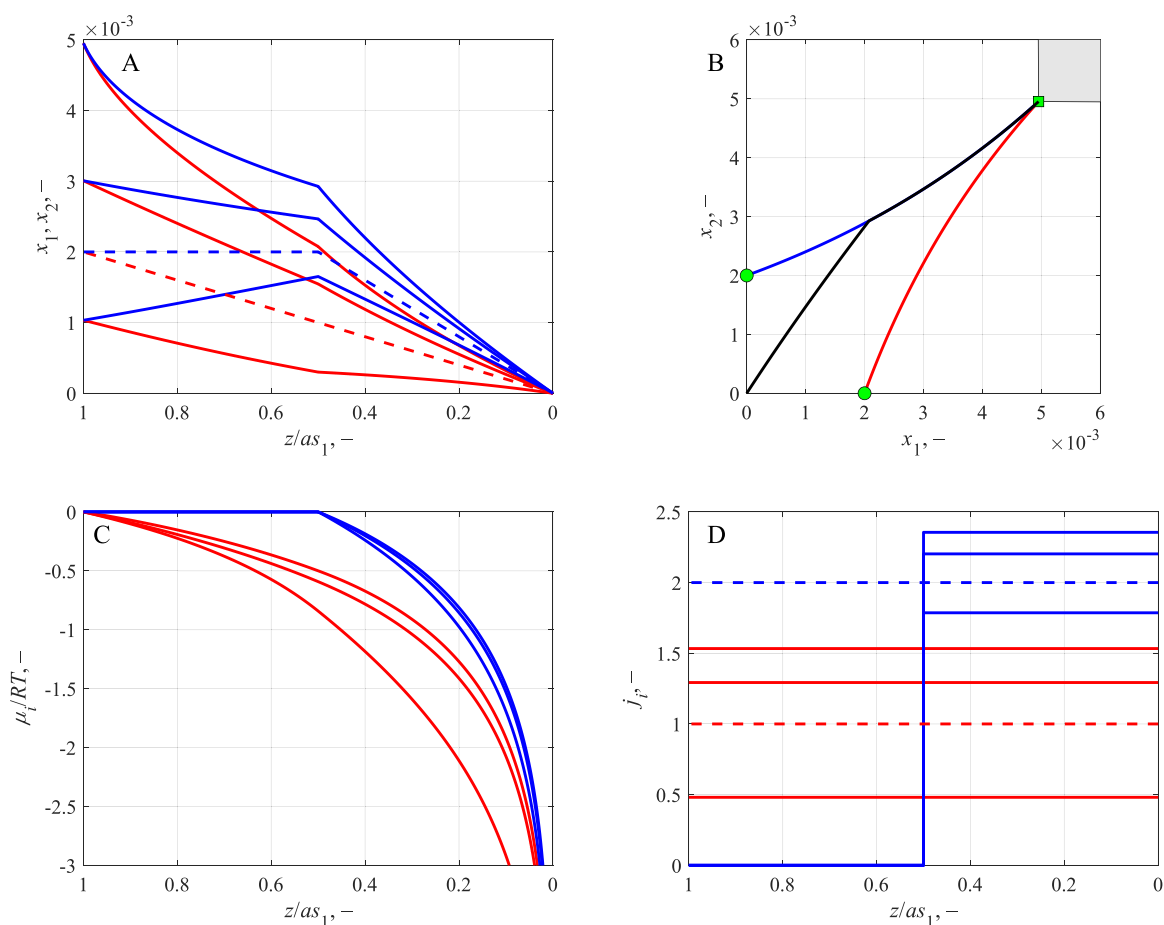 ×10⁻³
A
5
4
3
2
1
0
x₁, x₂, –
1 0.8 0.6 0.4 0.2 0
z/as₁, –
×10⁻³
B
6
5
4
3
2
1
0
x₂, –
0 1 2 3 4 5 6
x₁, –
×10⁻³
C
0
-0.5
-1
-1.5
-2
-2.5
-3
μᵢ/RT, –
1 0.8 0.6 0.4 0.2 0
z/as₁, –
D
2.5
2
1.5
1
0.5
0
jᵢ, –
1 0.8 0.6 0.4 0.2 0
z/as₁, –